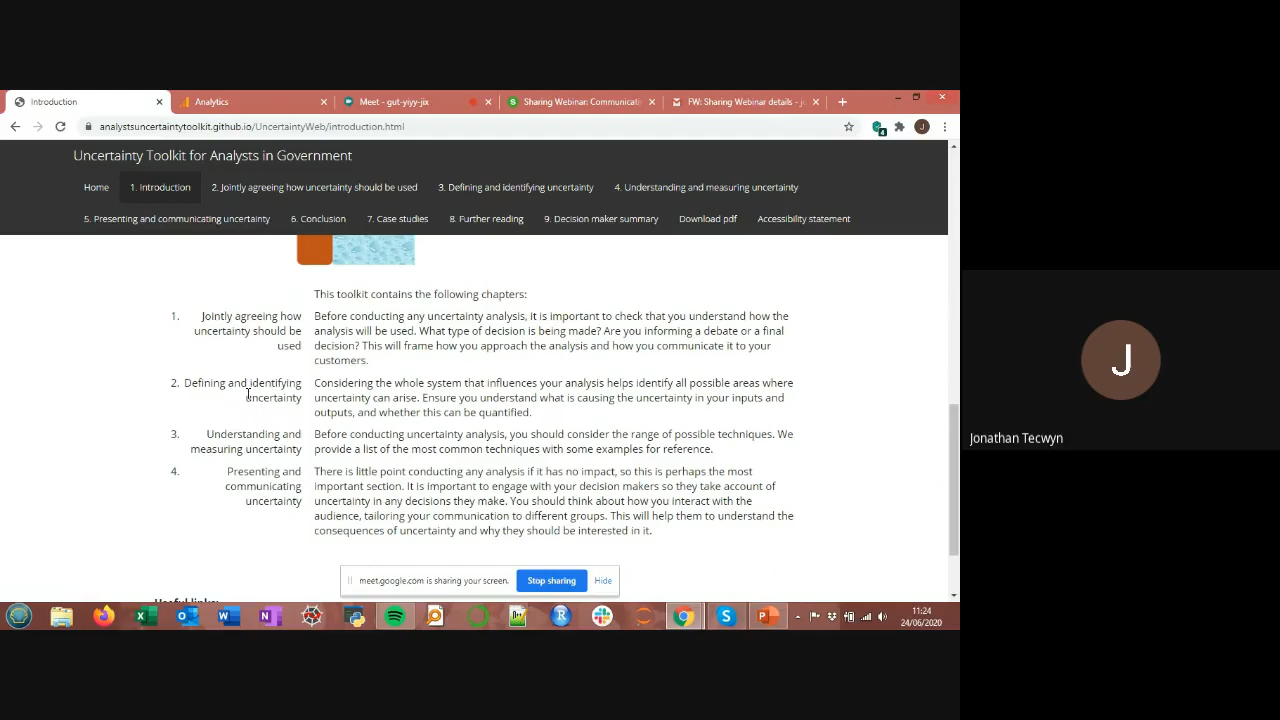 Introduction
Analytics
Meet - gut-yiyy-jix
Sharing Webinar: Communicati
FW: Sharing Webinar details - j
analystsuncertaintytoolkit.github.io/UncertaintyWeb/introduction.html
J
Uncertainty Toolkit for Analysts in Government
Home
1. Introduction
2. Jointly agreeing how uncertainty should be used
3. Defining and identifying uncertainty
4. Understanding and measuring uncertainty
5. Presenting and communicating uncertainty
6. Conclusion
7. Case studies
8. Further reading
9. Decision maker summary
Download pdf
Accessibility statement
This toolkit contains the following chapters:
1. Jointly agreeing how
uncertainty should be
used
Before conducting any uncertainty analysis, it is important to check that you understand how the
analysis will be used. What type of decision is being made? Are you informing a debate or a final
decision? This will frame how you approach the analysis and how you communicate it to your
customers.
2. Defining and identifying
uncertainty
Considering the whole system that influences your analysis helps identify all possible areas where
uncertainty can arise. Ensure you understand what is causing the uncertainty in your inputs and
outputs, and whether this can be quantified.
3. Understanding and
measuring uncertainty
Before conducting uncertainty analysis, you should consider the range of possible techniques. We
provide a list of the most common techniques with some examples for reference.
4. Presenting and
communicating
uncertainty
There is little point conducting any analysis if it has no impact, so this is perhaps the most
important section. It is important to engage with your decision makers so they take account of
uncertainty in any decisions they make. You should think about how you interact with the
audience, tailoring your communication to different groups. This will help them to understand the
consequences of uncertainty and why they should be interested in it.
meet.google.com is sharing your screen.
Stop sharing
Hide
Useful links:
11:24
24/06/2020
J
Jonathan Tecwyn